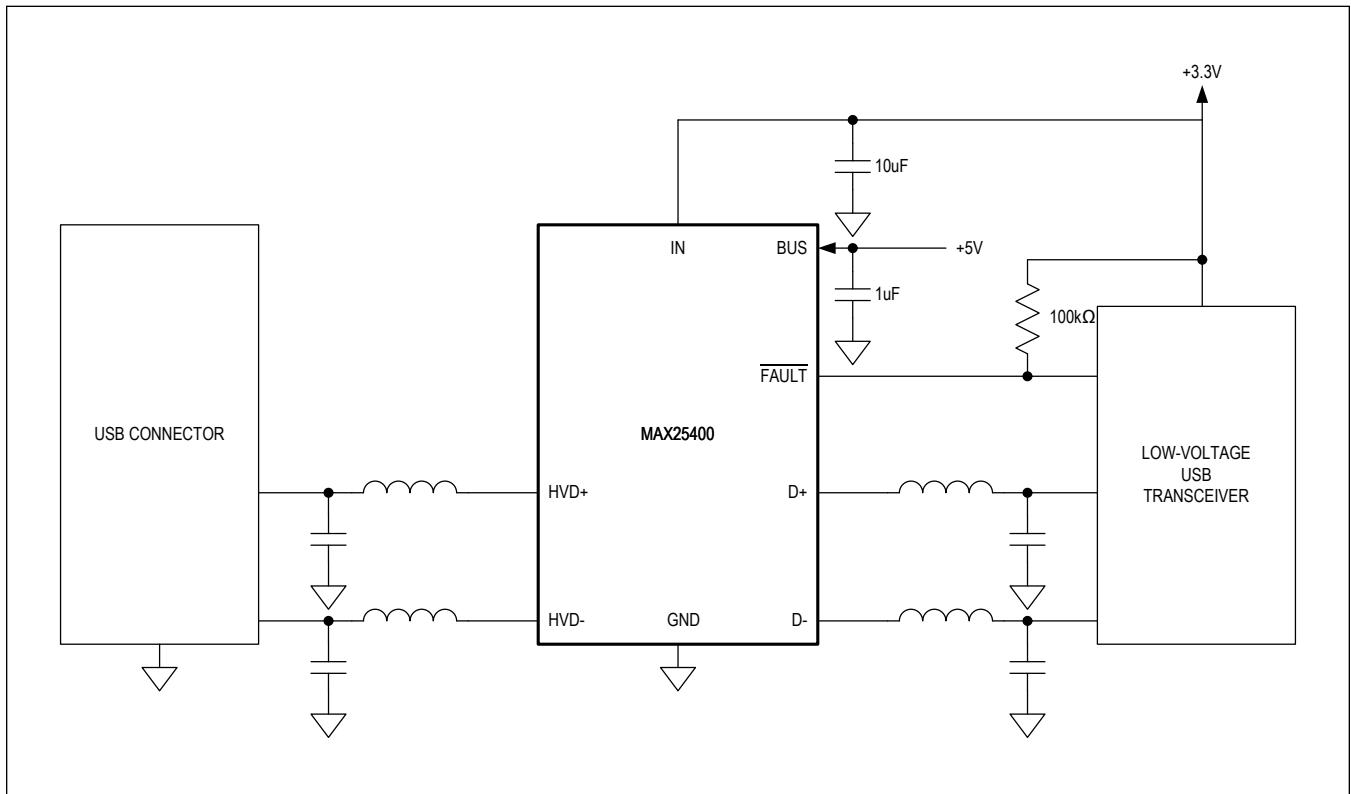 +3.3V
10uF
IN
BUS
+5V
1uF
100kΩ
FAULT
USB CONNECTOR
MAX25400
LOW-VOLTAGE
USB
TRANSCEIVER
HVD+
D+
HVD-
GND
D-